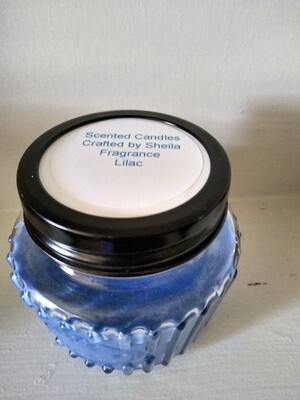 Scented Candles
Crafted by Sheila
Fragrance
Lilac